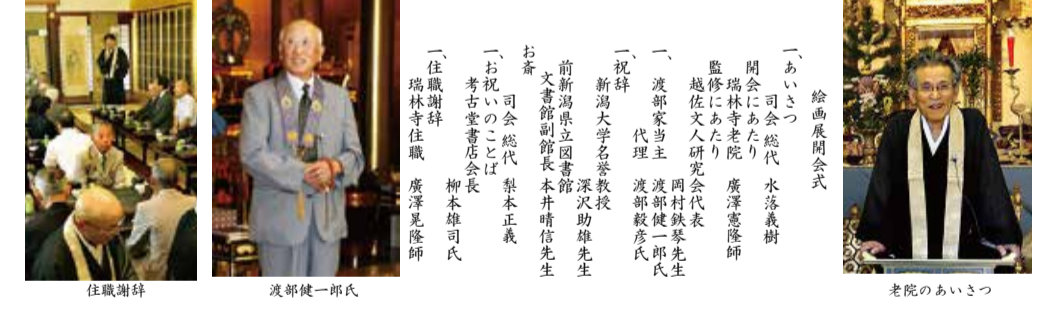 絵画展開会式
一、あいさつ
司会 総代 水落義樹
開会にあたり
瑞林寺老院 廣澤憲隆師
監修にあたり
越佐文人研究会代表
岡村鉄琴先生
一、渡部家当主 渡部健一郎氏
代理 渡部毅彦氏
一、祝辞
新潟大学名誉教授
深沢助雄先生
前新潟県立図書館
文書館副館長 本井晴信先生
お斎
司会 総代 梨本正義
一、お祝いのことば
考古堂書店会長
柳本雄司氏
一、住職謝辞
瑞林寺住職 廣澤晃隆師
老院のあいさつ
渡部健一郎氏
住職謝辞